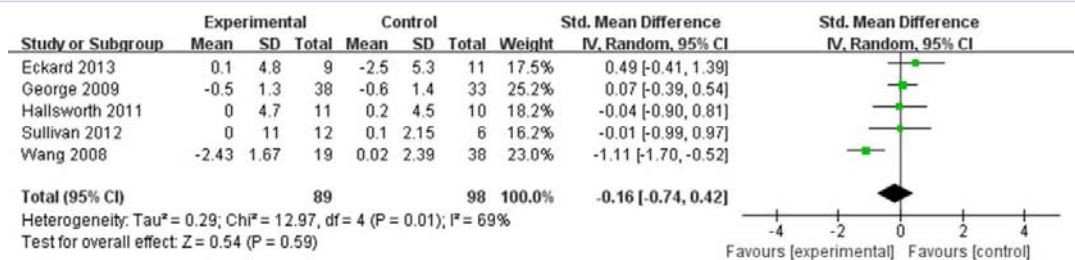 Experimental Control Std. Mean Difference Std. Mean Difference
Study or Subgroup Mean SD Total Mean SD Total Weight IV, Random, 95% CI IV, Random, 95% CI
Eckard 2013 0.1 4.8 9 -2.5 5.3 11 17.5% 0.49 [-0.41, 1.39]
George 2009 -0.5 1.3 38 -0.6 1.4 33 25.2% 0.07 [-0.39, 0.54]
Hallsworth 2011 0 4.7 11 0.2 4.5 10 18.2% -0.04 [-0.90, 0.81]
Sullivan 2012 0 11 12 0.1 2.15 6 16.2% -0.01 [-0.99, 0.97]
Wang 2008 -2.43 1.67 19 0.02 2.39 38 23.0% -1.11 [-1.70, -0.52]
Total (95% CI) 89 98 100.0% -0.16 [-0.74, 0.42]
Heterogeneity: Tau² = 0.29; Chi² = 12.97, df = 4 (P = 0.01); I² = 69%
Test for overall effect: Z = 0.54 (P = 0.59)
-4 -2 0 2 4
Favours [experimental] Favours [control]